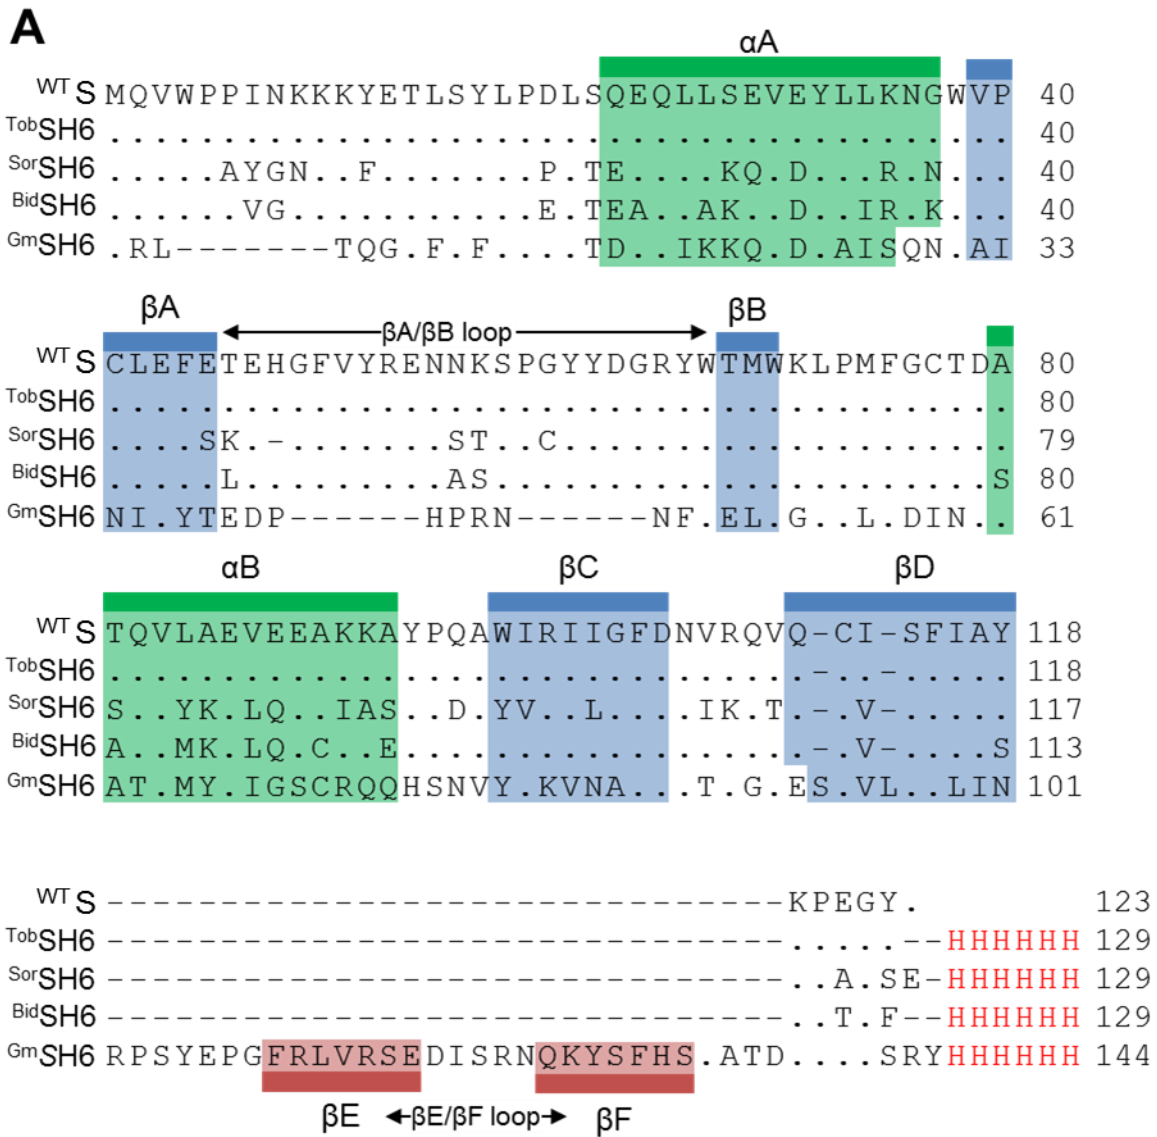 A
αA
WT S MQVWPPINKKKYETLSYLPDLSQEQLLSEVEYLLKNGWVP 40
TobSH6 ........................................ 40
SorSH6 .....AYGN..F.......P.TE....KQ.D...R.N... 40
BidSH6 ......VG...........E.TEA..AK..D..IR.K... 40
GmSH6 .RL-------TQG.F.F....TD..IKKQ.D.AISQN.AI 33
βA βA/βB loop βB
WT S CLEFETEHGFVYRENNKSPGYYDGRYWTMWKLPMFGCTDA 80
TobSH6 ........................................ 80
SorSH6 ....SK.-.......ST..C.................... 79
BidSH6 .....L.........AS......................S 80
GmSH6 NI.YTEDP------HPRN------NF.EL.G..L.DIN.. 61
αB βC βD
WT S TQVLAEVEEAKKAYPQAWIRIIGFDNVRQVQ-CI-SFIAY 118
TobSH6 ...............................-..-..... 118
SorSH6 S..YK.LQ..IAS..D.YV..L....IK.T.-.V-..... 117
BidSH6 A..MK.LQ.C..E..................-.V-....S 113
GmSH6 AT.MY.IGSCRQQHSNVY.KVNA...T.G.ES.VL..LIN 101
WT S ------------------------------KPEGY. 123
TobSH6 ------------------------------.....--HHHHHH 129
SorSH6 ------------------------------..A.SE-HHHHHH 129
BidSH6 ------------------------------..T.F--HHHHHH 129
GmSH6 RPSYEPGFRLVRSEDISRNQKYSFHS.ATD....SRYHHHHHH 144
βE βE/βF loop βF